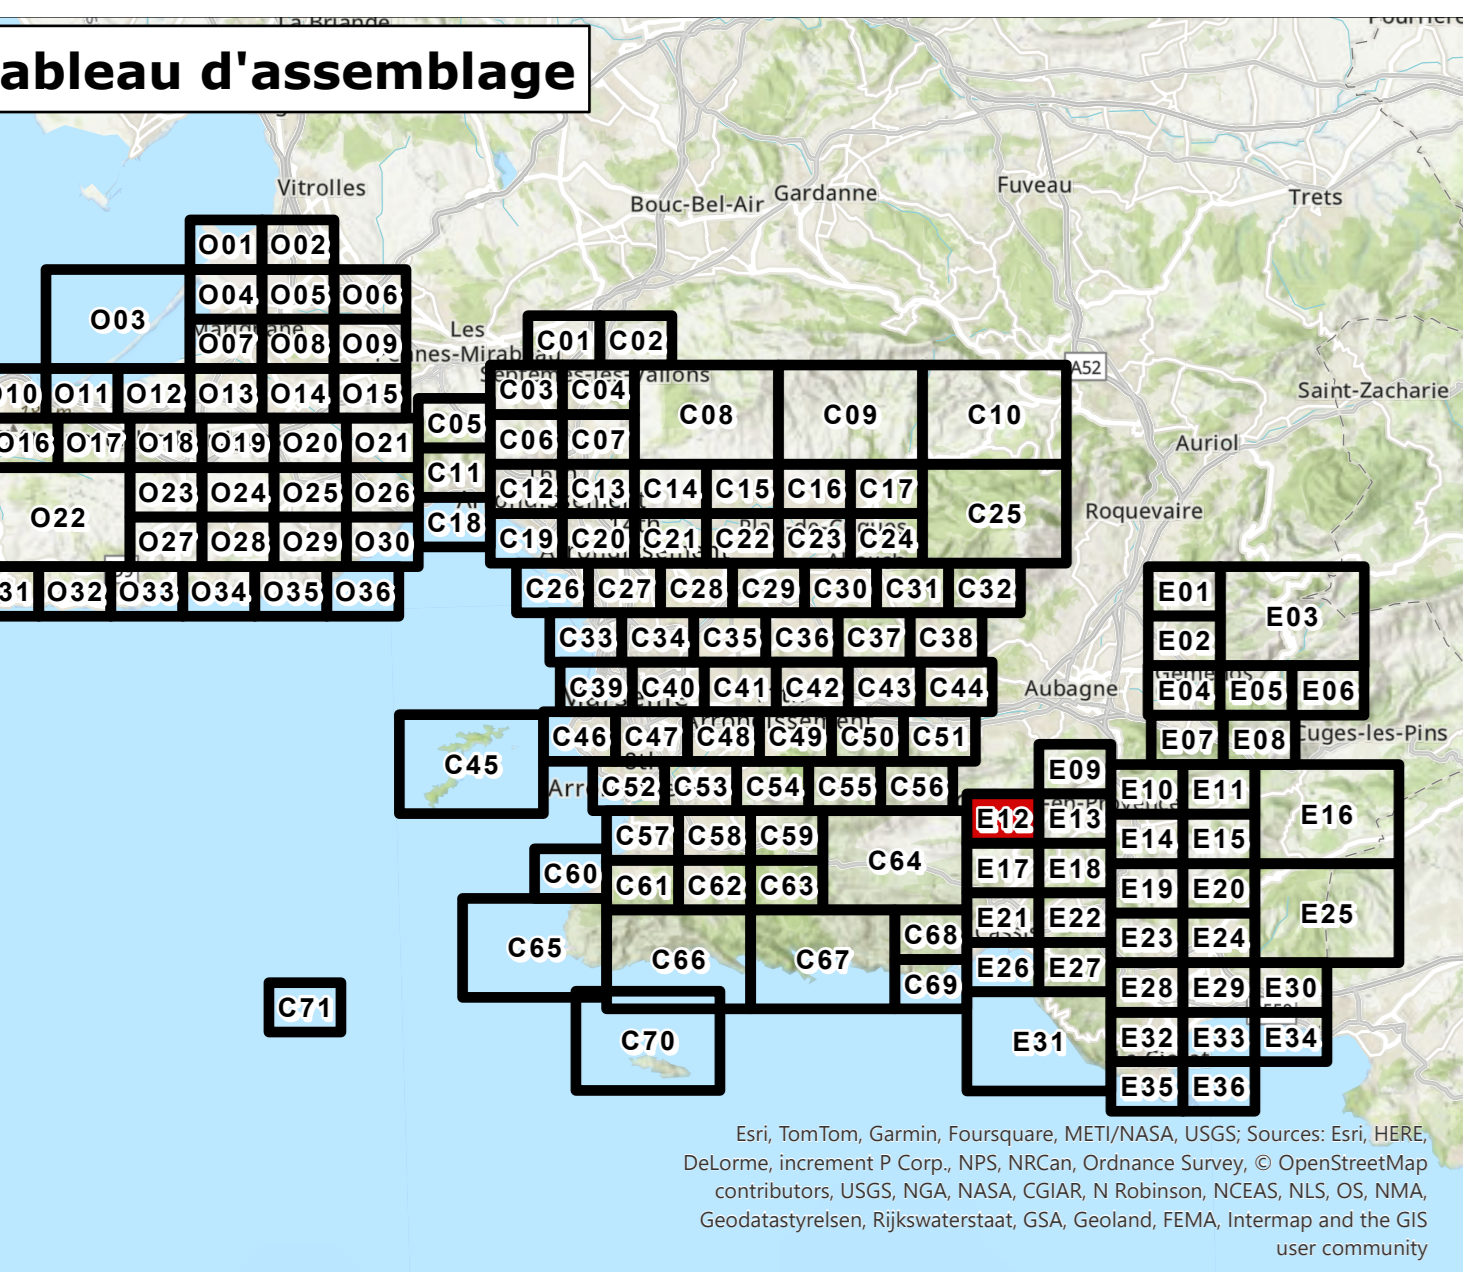 La Briande
ableau d'assemblage
Vitrolles
Bouc-Bel-Air
Gardanne
Fuveau
Trets
O01 O02
O03
O04 O05 O06
O07 O08 O09
Les
C01 C02
A52
O11 O12 O13 O14 O15
C03 C04
C08 C09 C10
Saint-Zacharie
C05
C06 C07
Auriol
O16 O17 O18 O19 O20 O21
C11
C12 C13 C14 C15 C16 C17
O22
O23 O24 O25 O26
C18
C25
Roquevaire
O27 O28 O29 O30
C19 C20 C21 C22 C23 C24
31 O32 O33 O34 O35 O36
C26 C27 C28 C29 C30 C31 C32
E01
E03
C33 C34 C35 C36 C37 C38
E02
C39 C40 C41 C42 C43 C44
Aubagne
E04 E05 E06
C46 C47 C48 C49 C50 C51
E07 E08
Cuges-les-Pins
C45
C52 C53 C54 C55 C56
E09
E10 E11
E16
C57 C58 C59
E12 E13
E14 E15
C64
C60
C61 C62 C63
E17 E18
E19 E20
E25
C65 C66 C67
C68
E21 E22
E23 E24
C69
E26 E27
E28 E29 E30
C71
C70
E31
E32 E33 E34
E35 E36
Esri, TomTom, Garmin, Foursquare, METI/NASA, USGS; Sources: Esri, HERE,
DeLorme, increment P Corp., NPS, NRCan, Ordnance Survey, © OpenStreetMap
contributors, USGS, NGA, NASA, CGIAR, N Robinson, NCEAS, NLS, OS, NMA,
Geodatastyrelsen, Rijkswaterstaat, GSA, Geoland, FEMA, Intermap and the GIS
user community